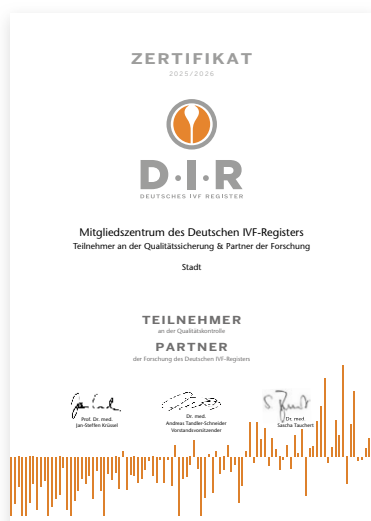 ZERTIFIKAT
2025/2026
D·I·R
DEUTSCHES IVF REGISTER
Mitgliedszentrum des Deutschen IVF-Registers
Teilnehmer an der Qualitätssicherung & Partner der Forschung
Stadt
TEILNEHMER
an der Qualitätskontrolle
PARTNER
der Forschung des Deutschen IVF-Registers
Prof. Dr. med.
Jan-Steffen Krüssel
Dr. med.
Andreas Tandler-Schneider
Vorstandsvorsitzender
Dr. med.
Sascha Tauchert